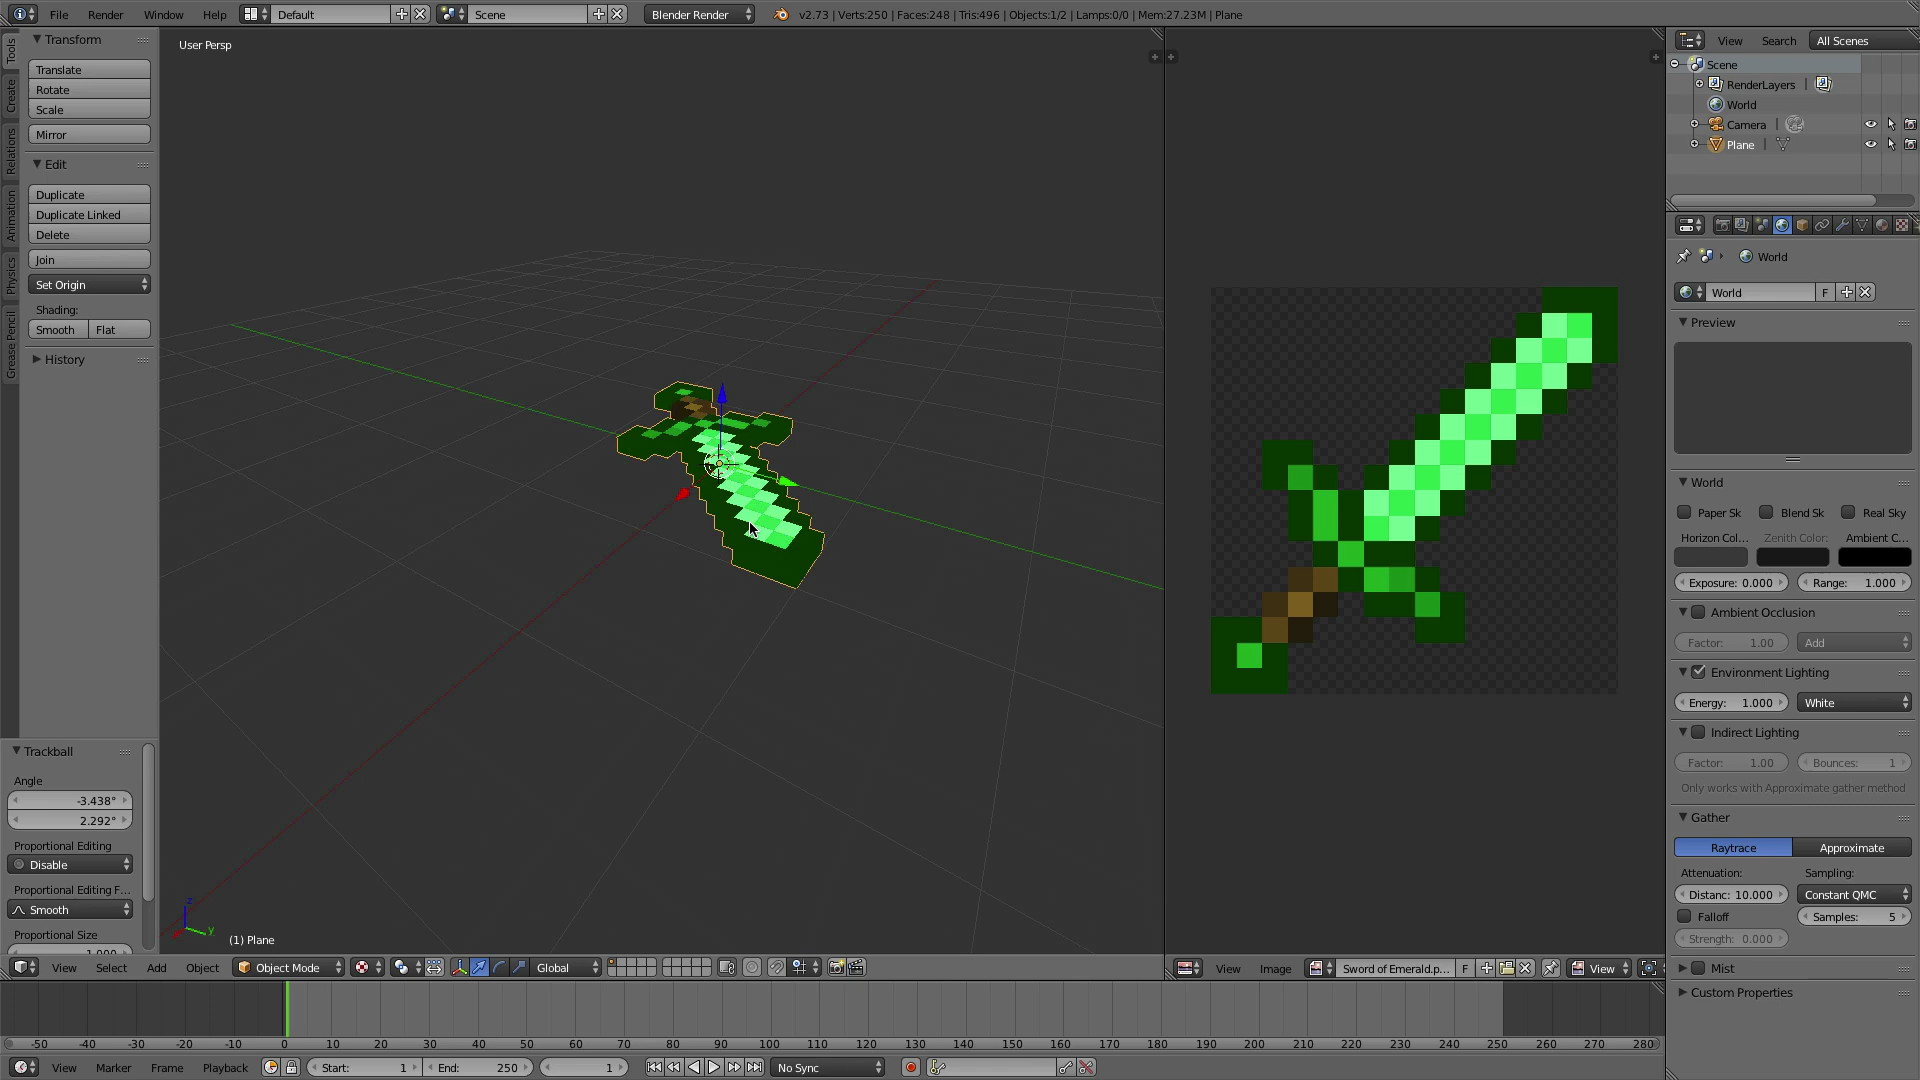 File Render Window Help Default Scene Blender Render v2.73 | Verts:250 | Faces:248 | Tris:496 | Objects:1/2 | Lamps:0/0 | Mem:27.23M | Plane
Tools
Create
Relations
Animation
Physics
Grease Pencil
Transform
Translate
Rotate
Scale
Mirror
Edit
Duplicate
Duplicate Linked
Delete
Join
Set Origin
Shading:
Smooth Flat
History
Trackball
Angle
-3.438°
2.292°
Proportional Editing
Disable
Proportional Editing F...
Smooth
Proportional Size
1.000
User Persp
z
y
(1) Plane
View Select Add Object Object Mode Global
View Image Sword of Emerald.p... F View
View Search All Scenes
Scene
RenderLayers |
World
Camera |
Plane |
World
World F
Preview
World
Paper Sk Blend Sk Real Sky
Horizon Col... Zenith Color: Ambient C...
Exposure: 0.000 Range: 1.000
Ambient Occlusion
Factor: 1.00 Add
Environment Lighting
Energy: 1.000 White
Indirect Lighting
Factor: 1.00 Bounces: 1
Only works with Approximate gather method
Gather
Raytrace Approximate
Attenuation: Sampling:
Distanc: 10.000 Constant QMC
Falloff Samples: 5
Strength: 0.000
Mist
Custom Properties
-50 -40 -30 -20 -10 0 10 20 30 40 50 60 70 80 90 100 110 120 130 140 150 160 170 180 190 200 210 220 230 240 250 260 270 280
View Marker Frame Playback Start: 1 End: 250 1 No Sync